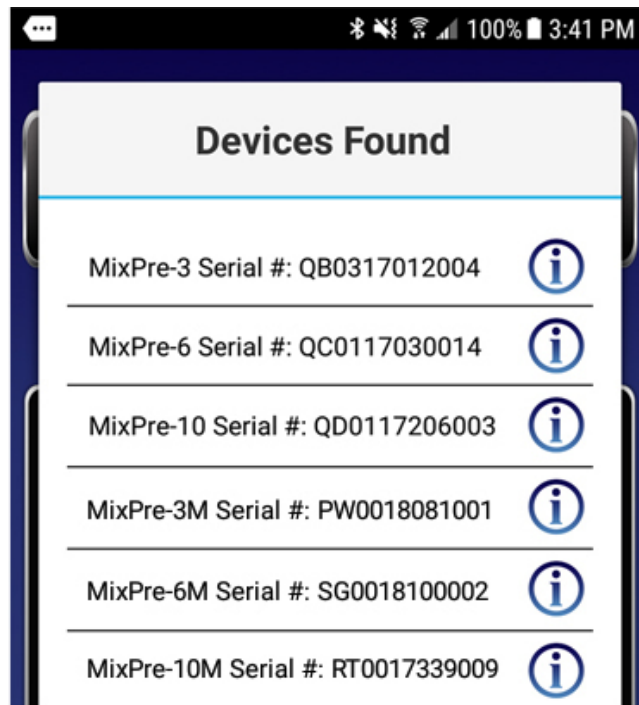 100% 3:41 PM
Devices Found
MixPre-3 Serial #: QB0317012004
MixPre-6 Serial #: QC0117030014
MixPre-10 Serial #: QD0117206003
MixPre-3M Serial #: PW0018081001
MixPre-6M Serial #: SG0018100002
MixPre-10M Serial #: RT0017339009